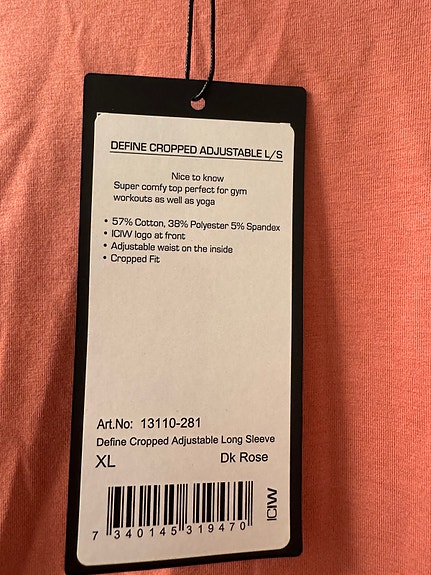 DEFINE CROPPED ADJUSTABLE L/S
Nice to know
Super comfy top perfect for gym
workouts as well as yoga
• 57% Cotton, 38% Polyester 5% Spandex
• ICIW logo at front
• Adjustable waist on the inside
• Cropped Fit
Art.No: 13110-281
Define Cropped Adjustable Long Sleeve
XL Dk Rose
ICIW
7 340145 319470